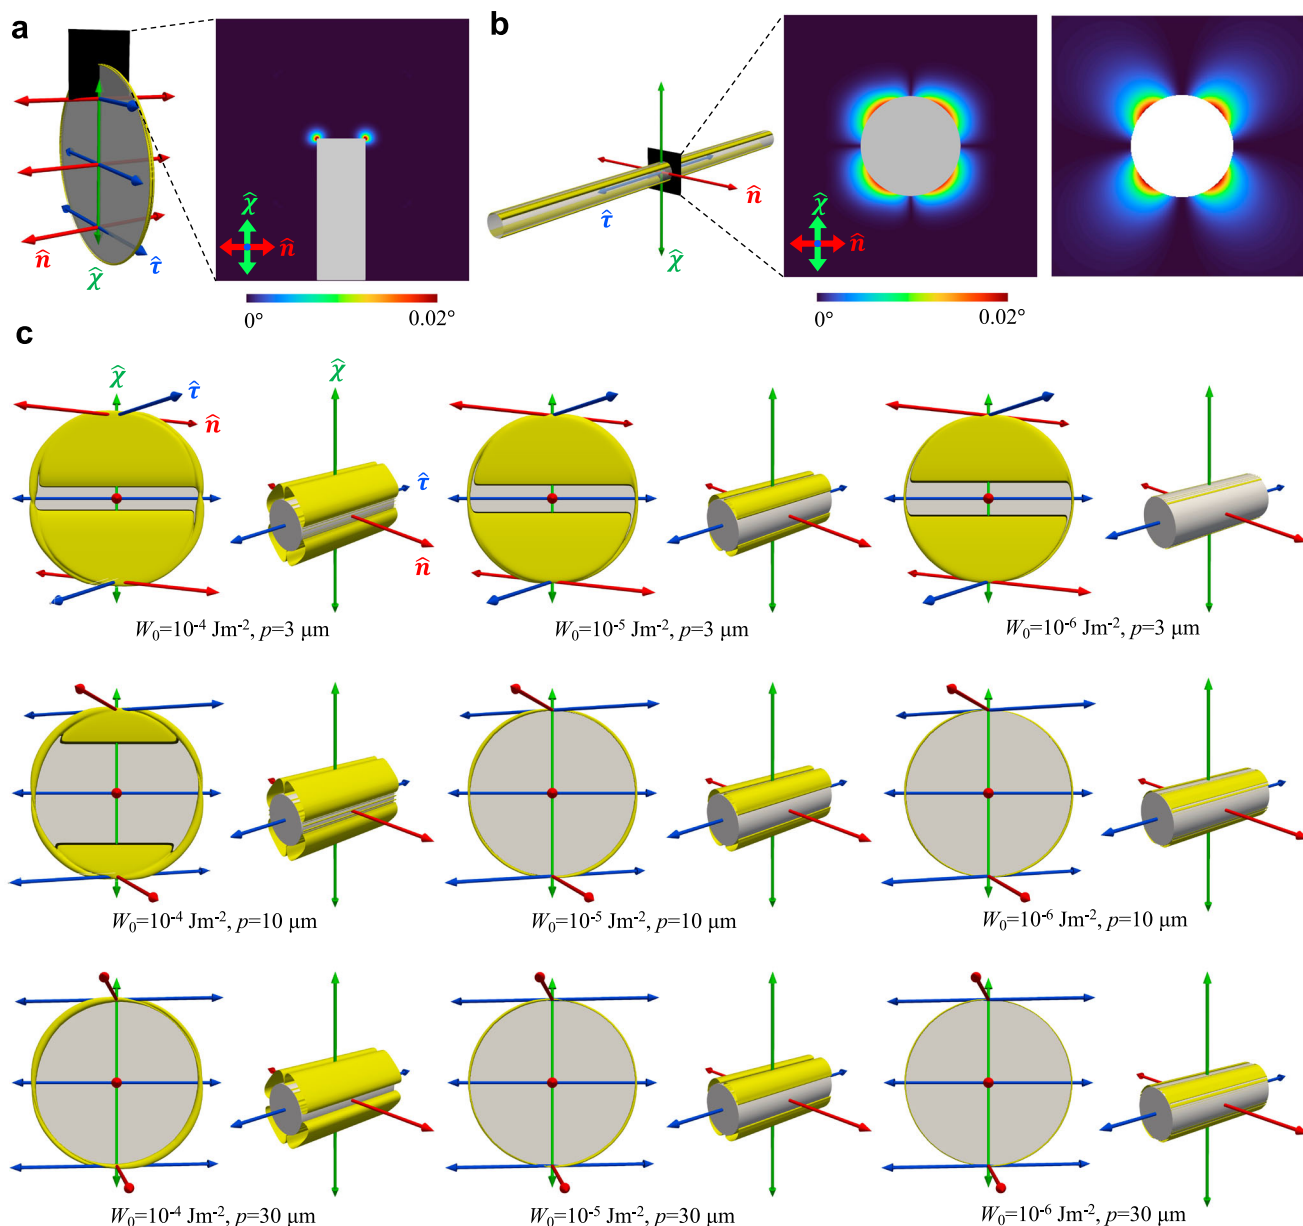 a
b
n̂
χ̂
τ̂
χ̂
n̂
0°
0.02°
χ̂
τ̂
n̂
χ̂
χ̂
n̂
0°
0.02°
c
χ̂
τ̂
n̂
χ̂
τ̂
n̂
W₀=10⁻⁴ Jm⁻², p=3 μm
W₀=10⁻⁵ Jm⁻², p=3 μm
W₀=10⁻⁶ Jm⁻², p=3 μm
W₀=10⁻⁴ Jm⁻², p=10 μm
W₀=10⁻⁵ Jm⁻², p=10 μm
W₀=10⁻⁶ Jm⁻², p=10 μm
W₀=10⁻⁴ Jm⁻², p=30 μm
W₀=10⁻⁵ Jm⁻², p=30 μm
W₀=10⁻⁶ Jm⁻², p=30 μm